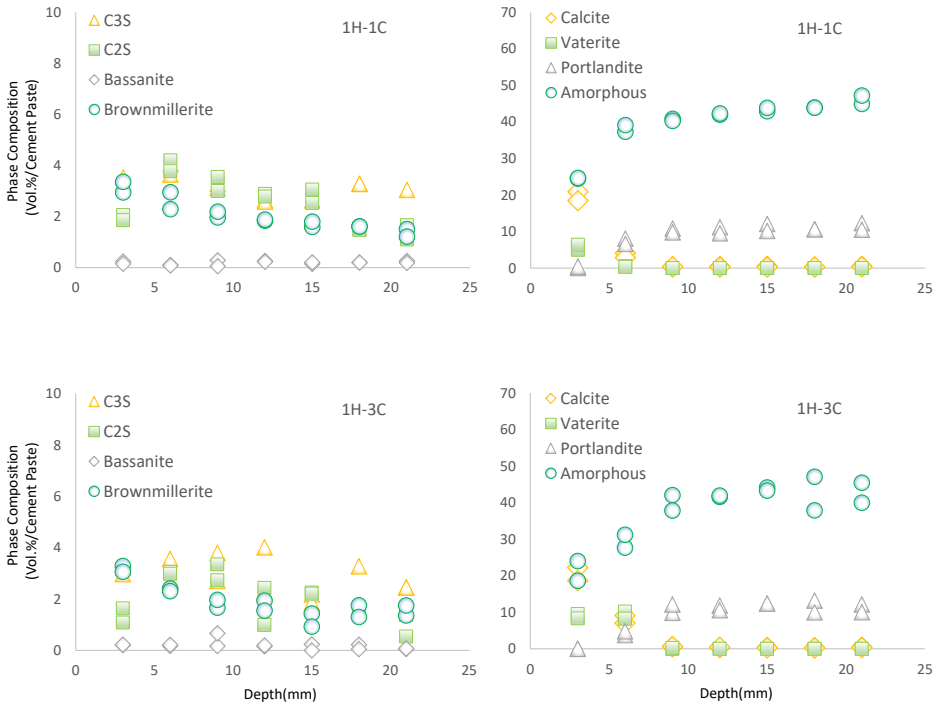 10
8
6
4
2
0
0
5
10
15
20
25
Phase Composition
(Vol.%/Cement Paste)
1H-1C
C3S
C2S
Bassanite
Brownmillerite
70
60
50
40
30
20
10
0
0
5
10
15
20
25
1H-1C
Calcite
Vaterite
Portlandite
Amorphous
10
8
6
4
2
0
0
5
10
15
20
25
Phase Composition
(Vol.%/Cement Paste)
Depth(mm)
1H-3C
C3S
C2S
Bassanite
Brownmillerite
70
60
50
40
30
20
10
0
0
5
10
15
20
25
Depth(mm)
1H-3C
Calcite
Vaterite
Portlandite
Amorphous